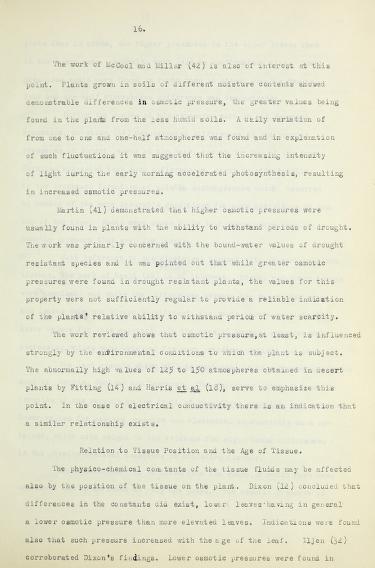 16.
The work of McCool and Millar (42) is also of interest at this
point. Plants grown in soils of different moisture contents showed
demonstrable differences in osmotic pressure, the greater values being
found in the plants from the less humid soils. A daily variation of
from one to one and one-half atmospheres was found and in explanation
of such fluctuations it was suggested that the increasing intensity
of light during the early morning accelerated photosynthesis, resulting
in increased osmotic pressures.
Martin (41) demonstrated that higher osmotic pressures were
usually found in plants with the ability to withstand periods of drought.
The work was primarily concerned with the bound-water values of drought
resistant species and it was pointed out that while greater osmotic
pressures were found in drought resistant plants, the values for this
property were not sufficiently regular to provide a reliable indication
of the plants' relative ability to withstand periods of water scarcity.
The work reviewed shows that osmotic pressure, at least, is influenced
strongly by the environmental conditions to which the plant is subject.
The abnormally high values of 125 to 150 atmospheres obtained in desert
plants by Fitting (14) and Harris et al (18), serve to emphasize this
point. In the case of electrical conductivity there is an indication that
a similar relationship exists.
Relation to Tissue Position and the Age of Tissue.
The physico-chemical constants of the tissue fluids may be affected
also by the position of the tissue on the plant. Dixon (12) concluded that
differences in the constants did exist, lower leaves having in general
a lower osmotic pressure than more elevated leaves. Indications were found
also that such pressure increased with the age of the leaf. Iljen (32)
corroborated Dixon's findings. Lower osmotic pressures were found in